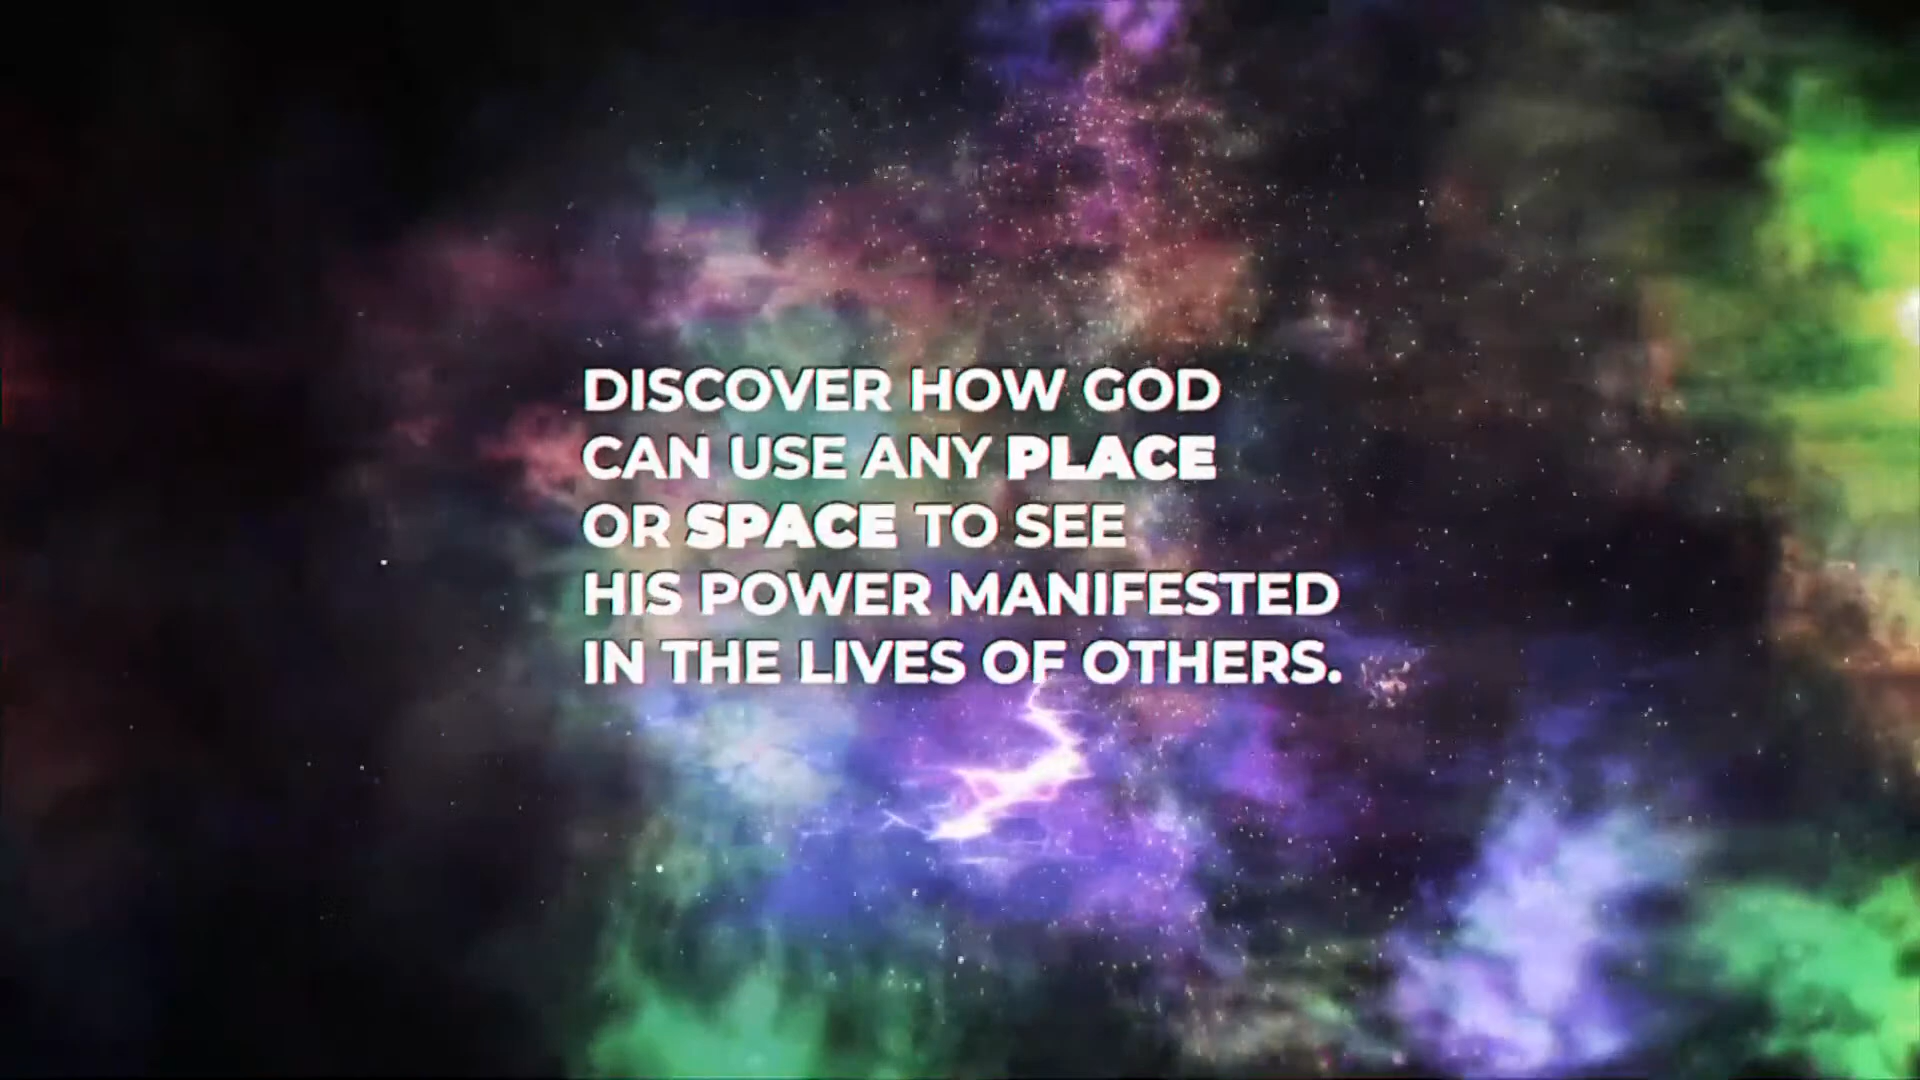 DISCOVER HOW GOD
CAN USE ANY PLACE
OR SPACE TO SEE
HIS POWER MANIFESTED
IN THE LIVES OF OTHERS.